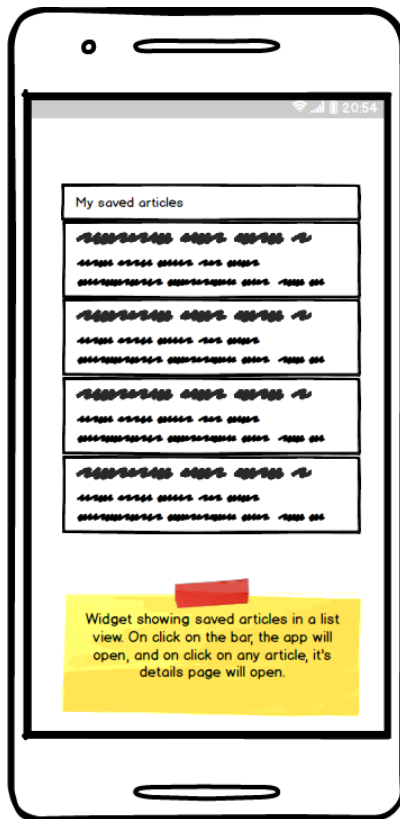 20:54
My saved articles
Widget showing saved articles in a list
view. On click on the bar, the app will
open, and on click on any article, it's
details page will open.